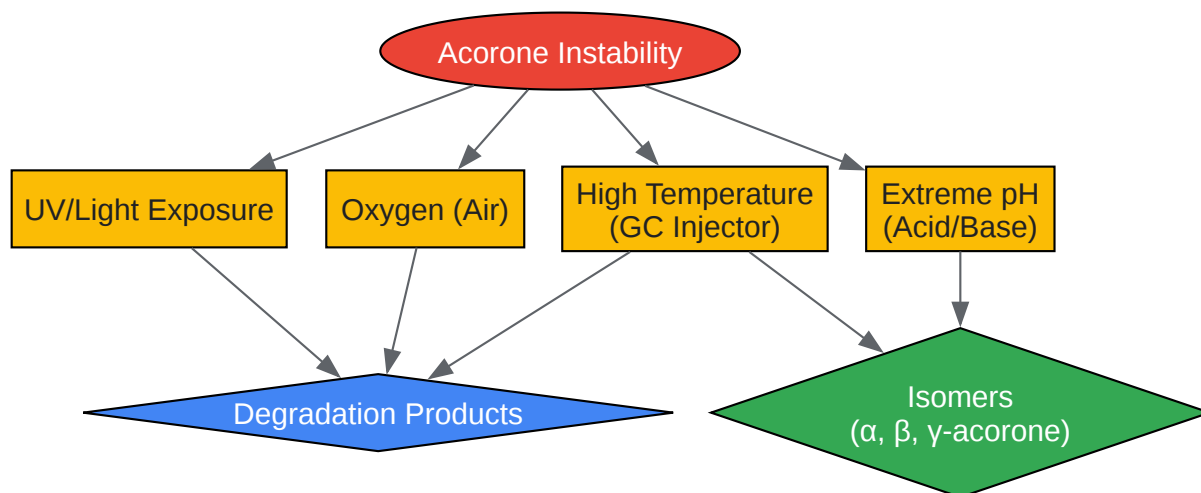 Acorone Instability
UV/Light Exposure
Oxygen (Air)
High Temperature
(GC Injector)
Extreme pH
(Acid/Base)
Degradation Products
Isomers
(α, β, γ-acorone)